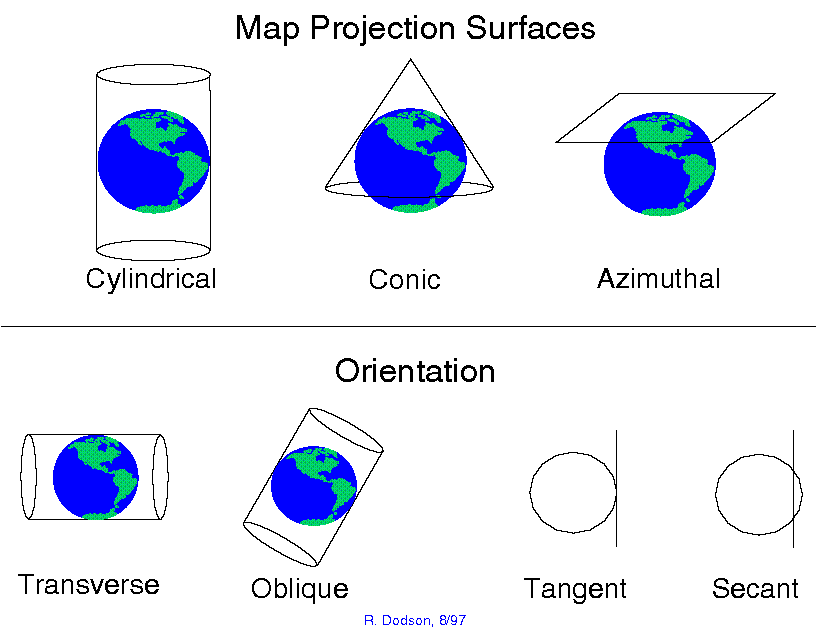 Map Projection Surfaces
Cylindrical
Conic
Azimuthal
Orientation
Transverse
Oblique
Tangent
Secant
R. Dodson, 8/97